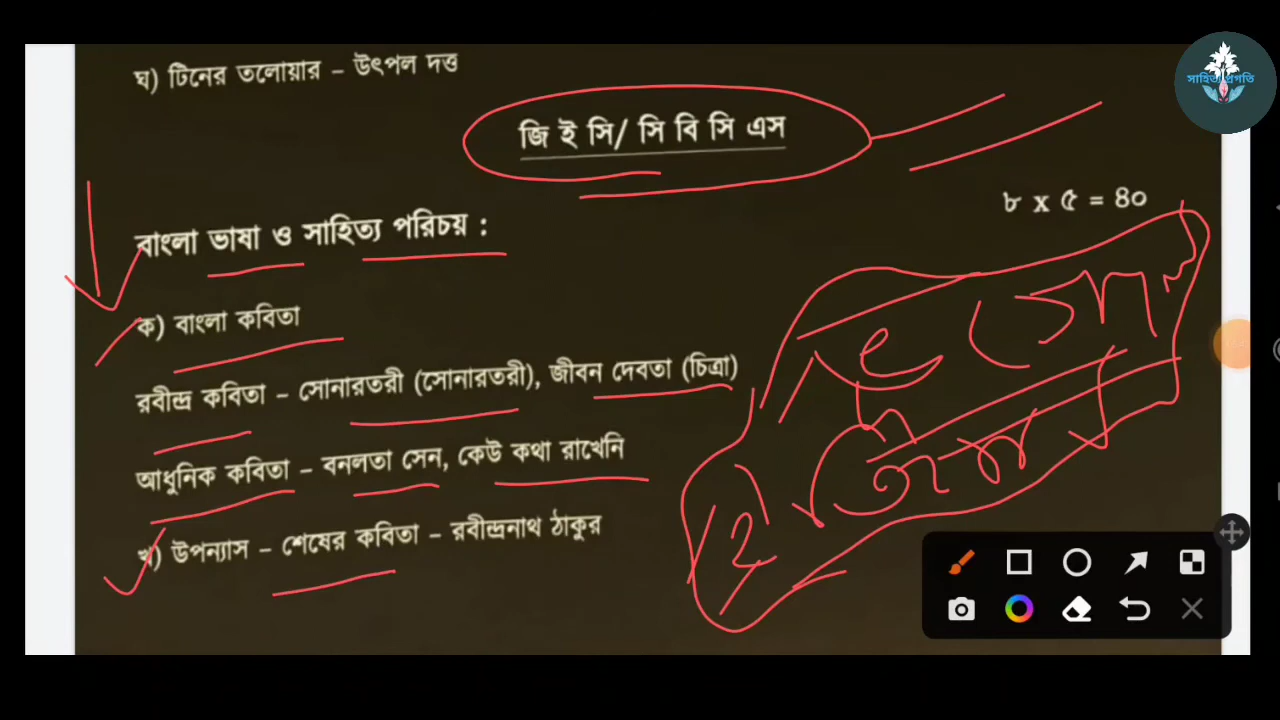 ঘ) টিনের তলোয়ার – উৎপল দত্ত
জি ই সি/ সি বি সি এস
৮ x ৫ = ৪০
বাংলা ভাষা ও সাহিত্য পরিচয় :
ক) বাংলা কবিতা
রবীন্দ্র কবিতা – সোনারতরী (সোনারতরী), জীবন দেবতা (চিত্রা)
আধুনিক কবিতা – বনলতা সেন, কেউ কথা রাখেনি
খ) উপন্যাস – শেষের কবিতা – রবীন্দ্রনাথ ঠাকুর